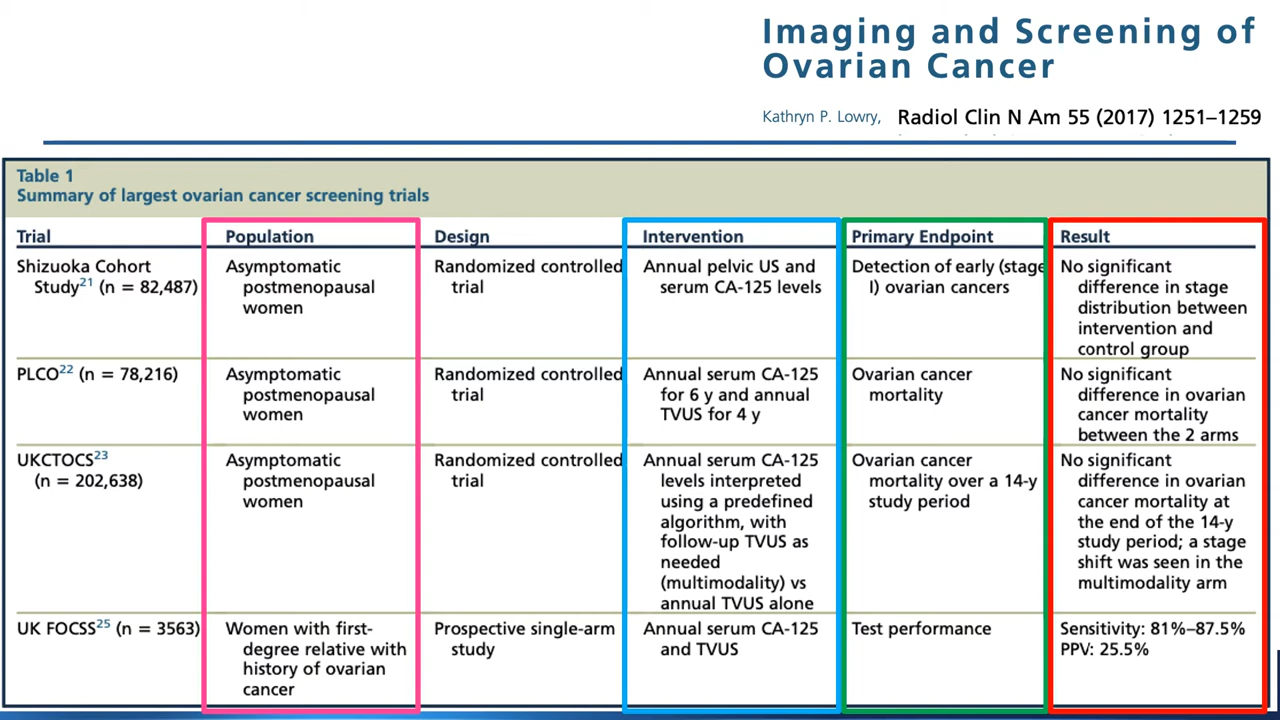 Imaging and Screening of
Ovarian Cancer
Kathryn P. Lowry, Radiol Clin N Am 55 (2017) 1251–1259
Table 1
Summary of largest ovarian cancer screening trials
Trial Population Design Intervention Primary Endpoint Result
Shizuoka Cohort Asymptomatic Randomized controlled Annual pelvic US and Detection of early (stage No significant
Study21 (n = 82,487) postmenopausal trial serum CA-125 levels I) ovarian cancers difference in stage
women distribution between
intervention and
control group
PLCO22 (n = 78,216) Asymptomatic Randomized controlled Annual serum CA-125 Ovarian cancer No significant
postmenopausal trial for 6 y and annual mortality difference in ovarian
women TVUS for 4 y cancer mortality
between the 2 arms
UKCTOCS23 Asymptomatic Randomized controlled Annual serum CA-125 Ovarian cancer No significant
(n = 202,638) postmenopausal trial levels interpreted mortality over a 14-y difference in ovarian
women using a predefined study period cancer mortality at
algorithm, with the end of the 14-y
follow-up TVUS as study period; a stage
needed shift was seen in the
(multimodality) vs multimodality arm
annual TVUS alone
UK FOCSS25 (n = 3563) Women with first- Prospective single-arm Annual serum CA-125 Test performance Sensitivity: 81%–87.5%
degree relative with study and TVUS PPV: 25.5%
history of ovarian
cancer